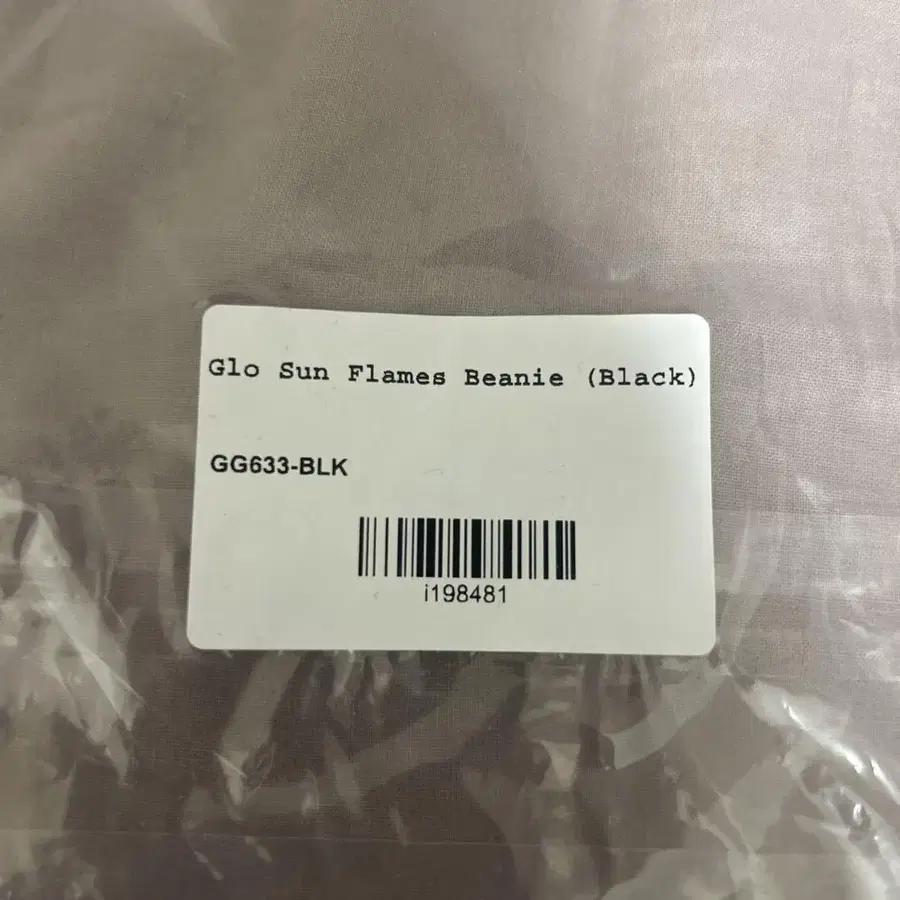 Glo Sun Flames Beanie (Black)
GG633-BLK
i198481